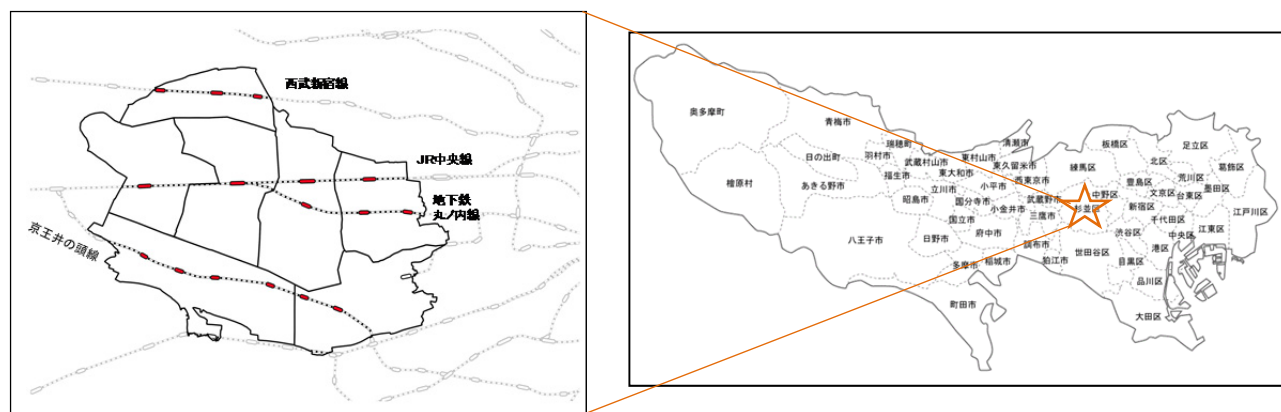 西武新宿線
JR中央線
地下鉄
丸ノ内線
京王井の頭線
奥多摩町
青梅市
瑞穂町
清瀬市
板橋区
足立区
日の出町
羽村市
武蔵村山市
東村山市
東久留米市
練馬区
北区
葛飾区
福生市
東大和市
西東京市
豊島区
荒川区
檜原村
あきる野市
昭島市
立川市
小平市
武蔵野市
中野区
文京区
台東区
墨田区
国分寺市
小金井市
杉並区
新宿区
千代田区
江戸川区
国立市
三鷹市
八王子市
日野市
府中市
調布市
世田谷区
渋谷区
中央区
江東区
多摩市
稲城市
狛江市
目黒区
港区
品川区
町田市
大田区